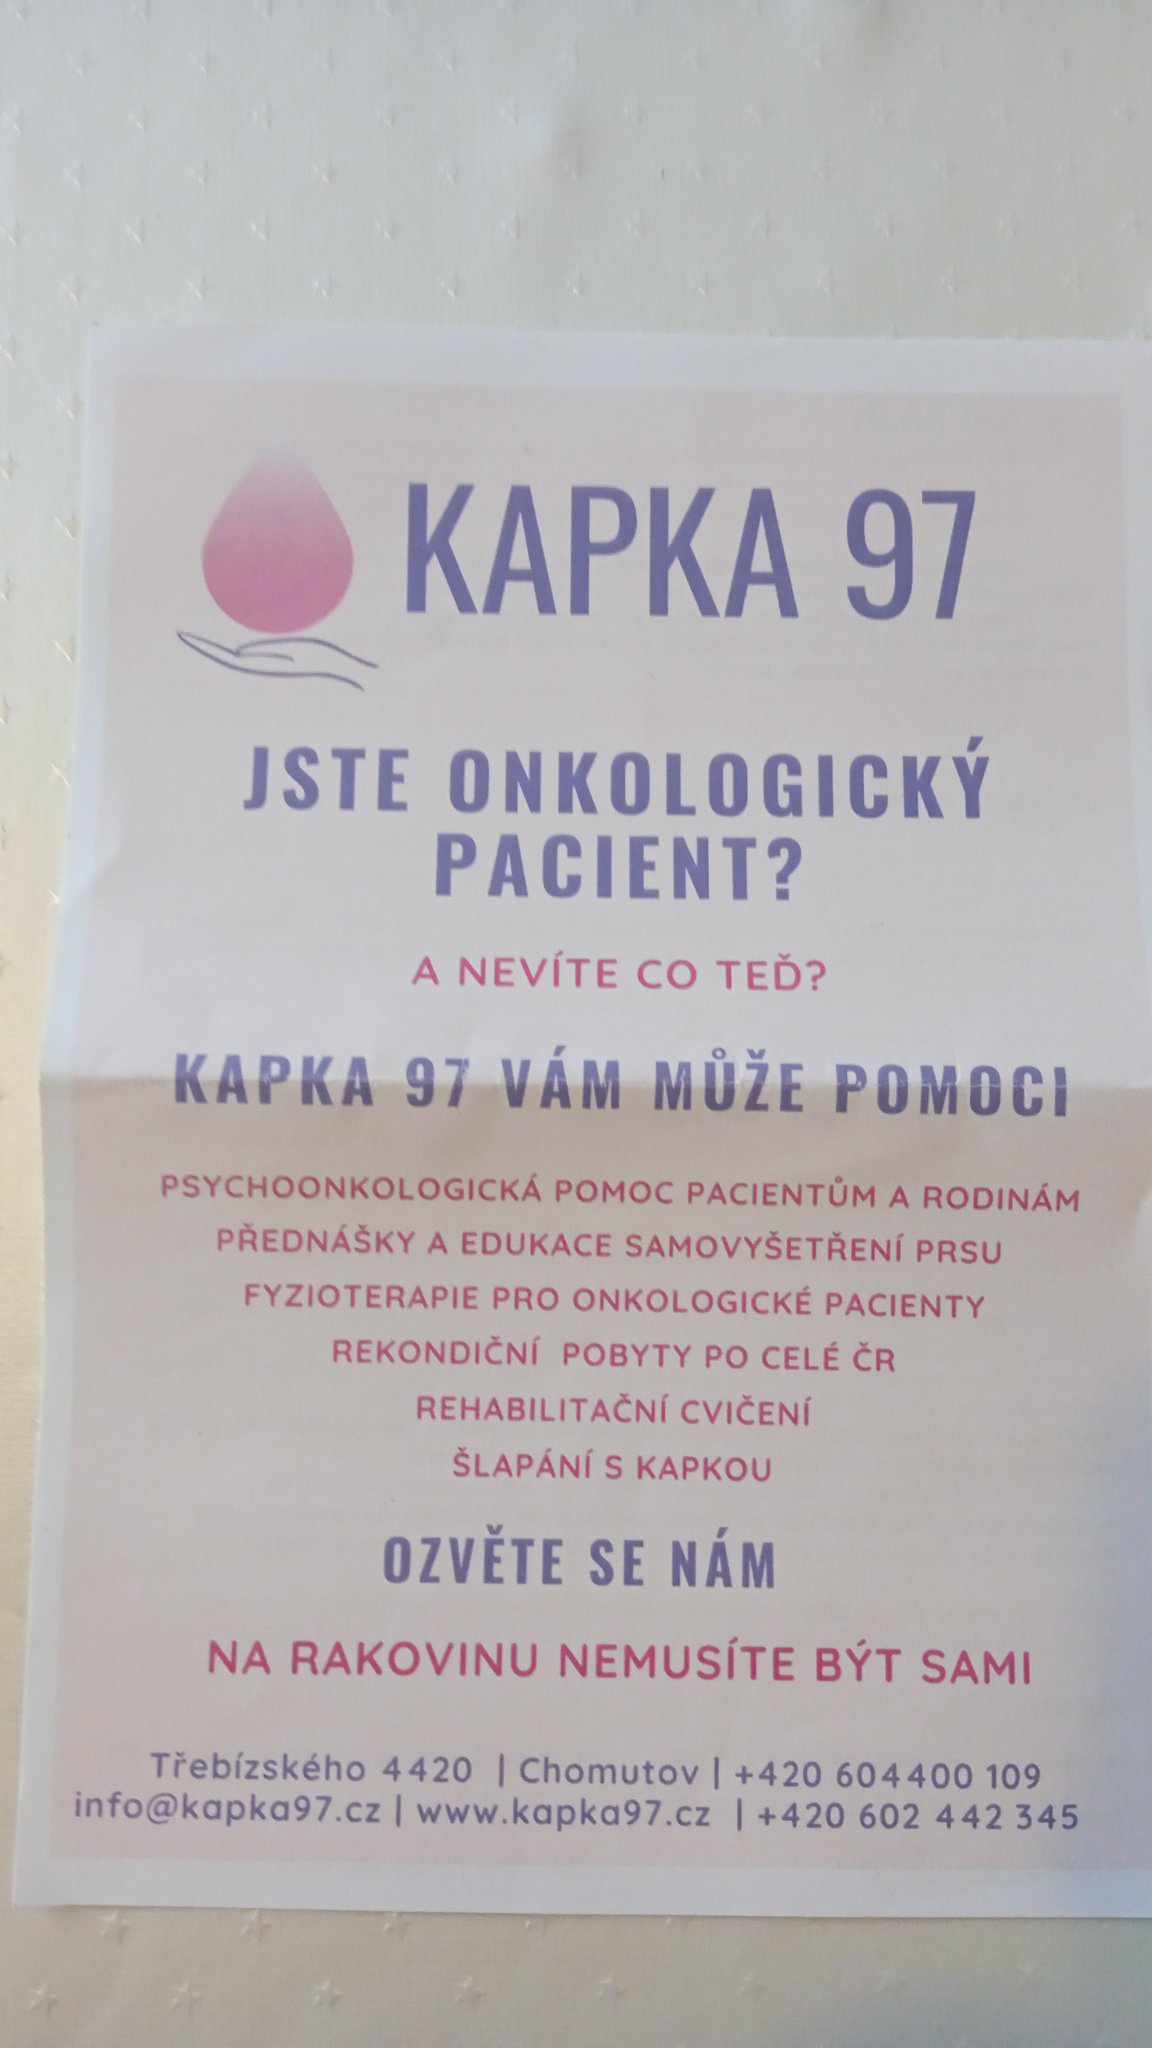 KAPKA 97
JSTE ONKOLOGICKÝ
PACIENT?
A NEVÍTE CO TEĎ?
KAPKA 97 VÁM MŮŽE POMOCI
PSYCHOONKOLOGICKÁ POMOC PACIENTŮM A RODINÁM
PŘEDNÁŠKY A EDUKACE SAMOVYŠETŘENÍ PRSU
FYZIOTERAPIE PRO ONKOLOGICKÉ PACIENTY
REKONDIČNÍ POBYTY PO CELÉ ČR
REHABILITAČNÍ CVIČENÍ
ŠLAPÁNÍ S KAPKOU
OZVĚTE SE NÁM
NA RAKOVINU NEMUSÍTE BÝT SAMI
Třebízského 4420 | Chomutov | +420 604 400 109
info@kapka97.cz | www.kapka97.cz | +420 602 442 345